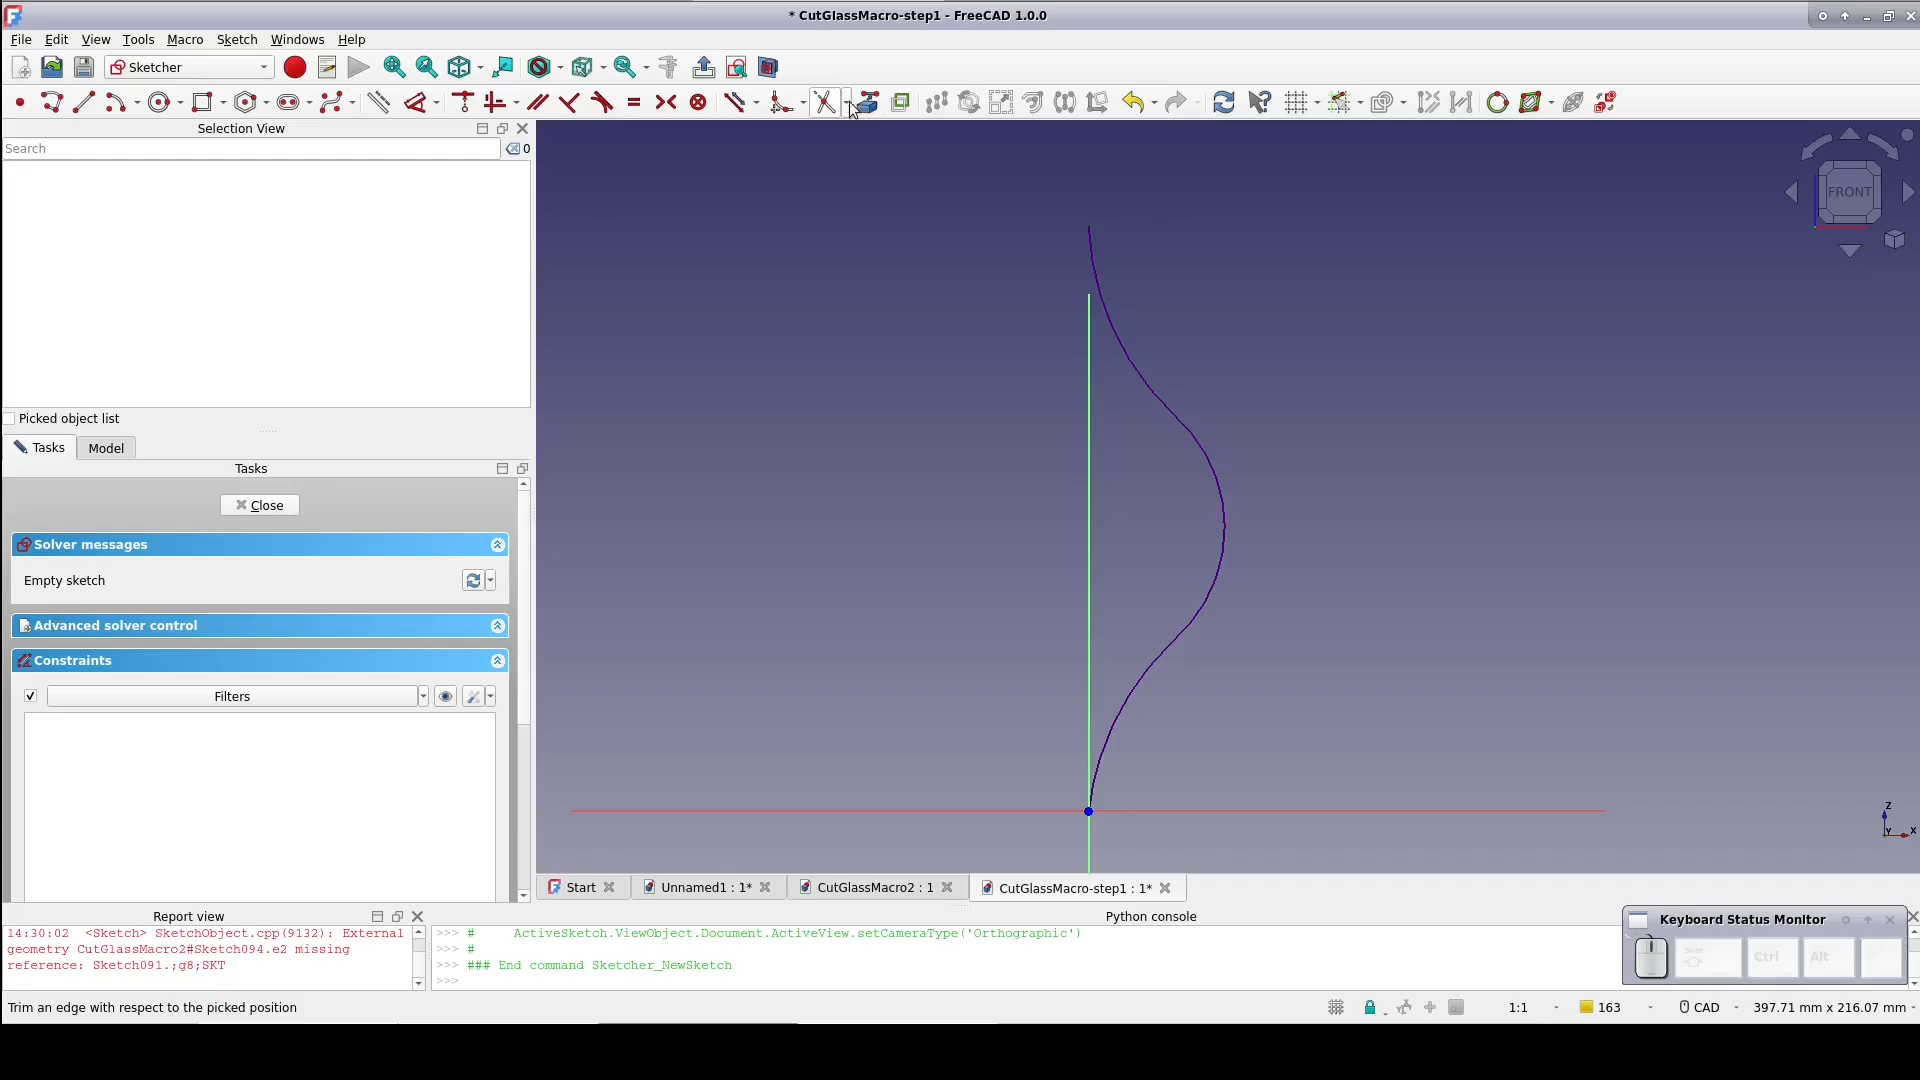 * CutGlassMacro-step1 - FreeCAD 1.0.0
File Edit View Tools Macro Sketch Windows Help
Sketcher
Selection View
Search
0
Picked object list
Tasks
Model
Tasks
Close
Solver messages
Empty sketch
Advanced solver control
Constraints
Filters
FRONT
Z
Y
X
Start
Unnamed1 : 1*
CutGlassMacro2 : 1
CutGlassMacro-step1 : 1*
Report view
14:30:02 <Sketch> SketchObject.cpp(9132): External
geometry CutGlassMacro2#Sketch094.e2 missing
reference: Sketch091.;g8;SKT
Python console
>>> # ActiveSketch.ViewObject.Document.ActiveView.setCameraType('Orthographic')
>>> #
>>> ### End command Sketcher_NewSketch
>>>
Keyboard Status Monitor
Shift
Ctrl
Alt
Trim an edge with respect to the picked position
1:1
163
CAD
397.71 mm x 216.07 mm